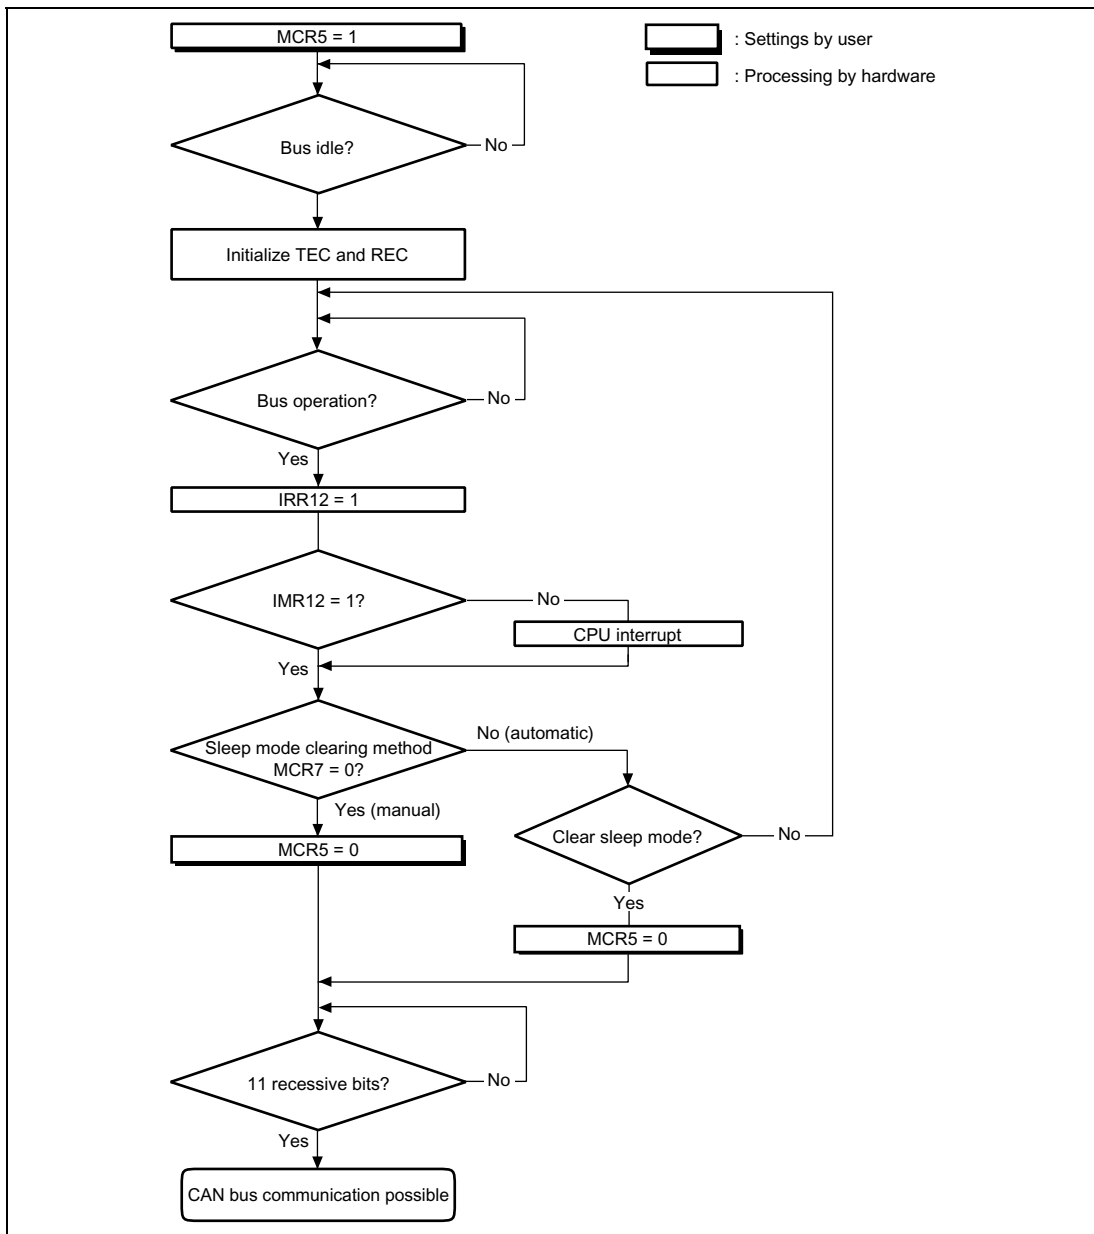 MCR5 = 1
: Settings by user
: Processing by hardware
Bus idle?
No
Initialize TEC and REC
Bus operation?
No
Yes
IRR12 = 1
IMR12 = 1?
No
CPU interrupt
Yes
Sleep mode clearing method
MCR7 = 0?
No (automatic)
Yes (manual)
Clear sleep mode?
No
MCR5 = 0
Yes
MCR5 = 0
11 recessive bits?
No
Yes
CAN bus communication possible